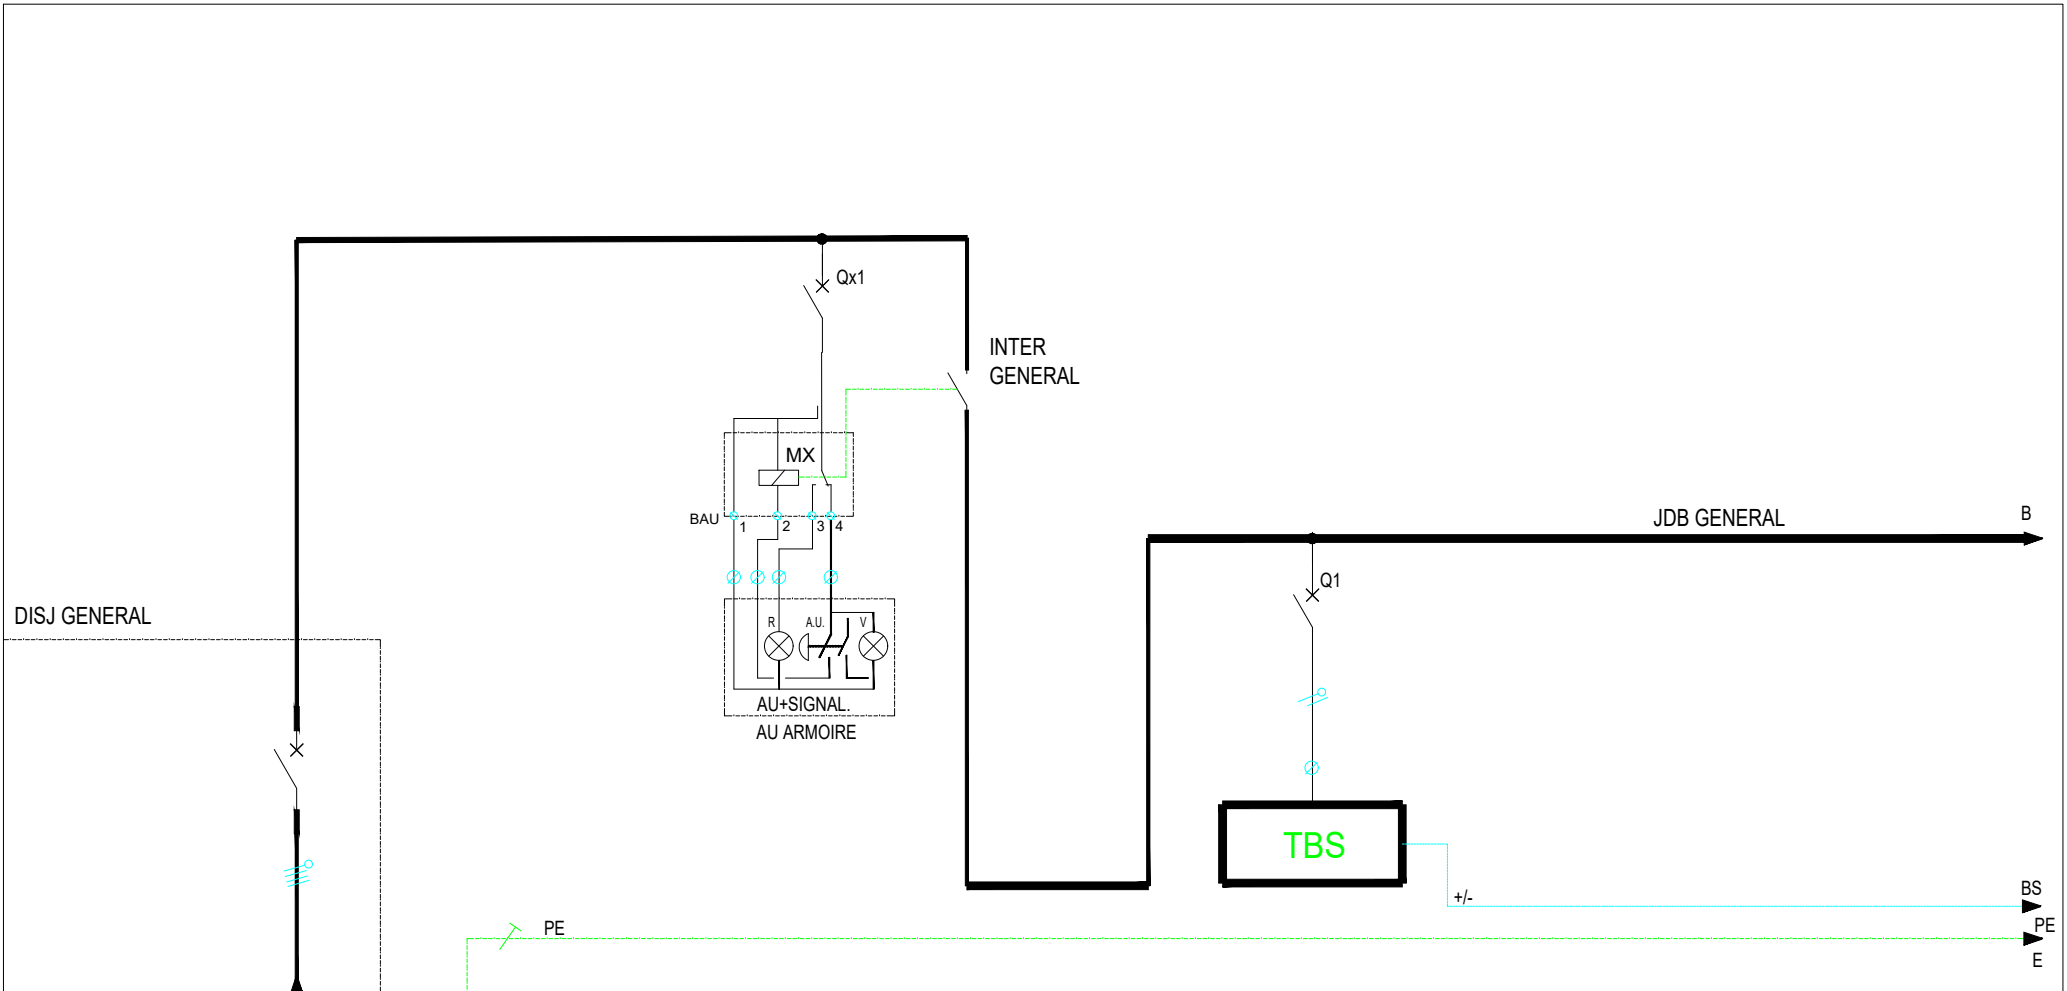 Qx1
INTER
GENERAL
MX
BAU
1
2
3
4
JDB GENERAL
B
Q1
DISJ GENERAL
R
A.U.
V
AU+SIGNAL.
AU ARMOIRE
TBS
+/-
BS
PE
PE
E